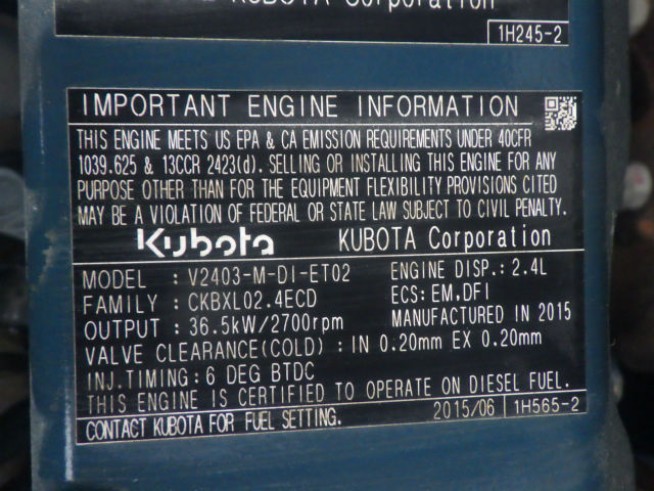 KUBOTA Corporation
1H245-2
IMPORTANT ENGINE INFORMATION
THIS ENGINE MEETS US EPA & CA EMISSION REQUIREMENTS UNDER 40CFR
1039.625 & 13CCR 2423(d). SELLING OR INSTALLING THIS ENGINE FOR ANY
PURPOSE OTHER THAN FOR THE EQUIPMENT FLEXIBILITY PROVISIONS CITED
MAY BE A VIOLATION OF FEDERAL OR STATE LAW SUBJECT TO CIVIL PENALTY.
Kubota KUBOTA Corporation
MODEL : V2403-M-DI-ET02 ENGINE DISP.: 2.4L
FAMILY : CKBXL02.4ECD ECS: EM,DFI
OUTPUT : 36.5kW/2700rpm MANUFACTURED IN 2015
VALVE CLEARANCE(COLD) : IN 0.20mm EX 0.20mm
INJ.TIMING : 6 DEG BTDC
THIS ENGINE IS CERTIFIED TO OPERATE ON DIESEL FUEL.
CONTACT KUBOTA FOR FUEL SETTING. 2015/06 1H565-2